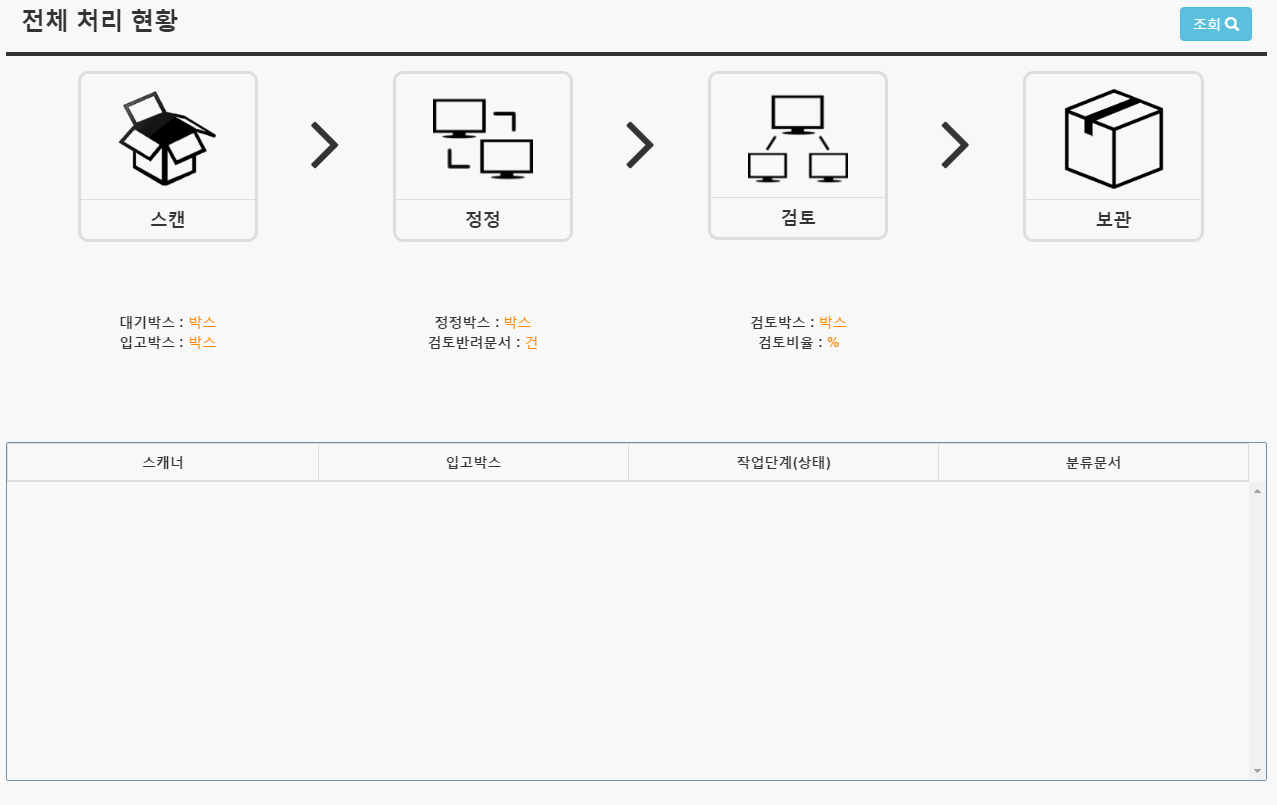 전체 처리 현황
조회
스캔
정정
검토
보관
대기박스 : 박스
입고박스 : 박스
정정박스 : 박스
검토반려문서 : 건
검토박스 : 박스
검토비율 : %
스캐너
입고박스
작업단계(상태)
분류문서